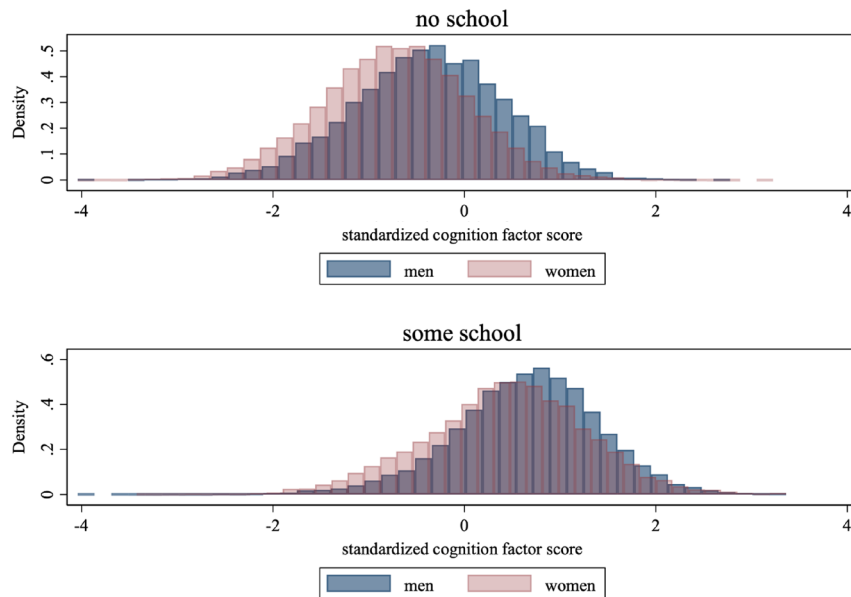 no school
.5
.4
.3
.2
.1
0
Density
-4 -2 0 2 4
standardized cognition factor score
men women
some school
.6
.4
.2
0
Density
-4 -2 0 2 4
standardized cognition factor score
men women